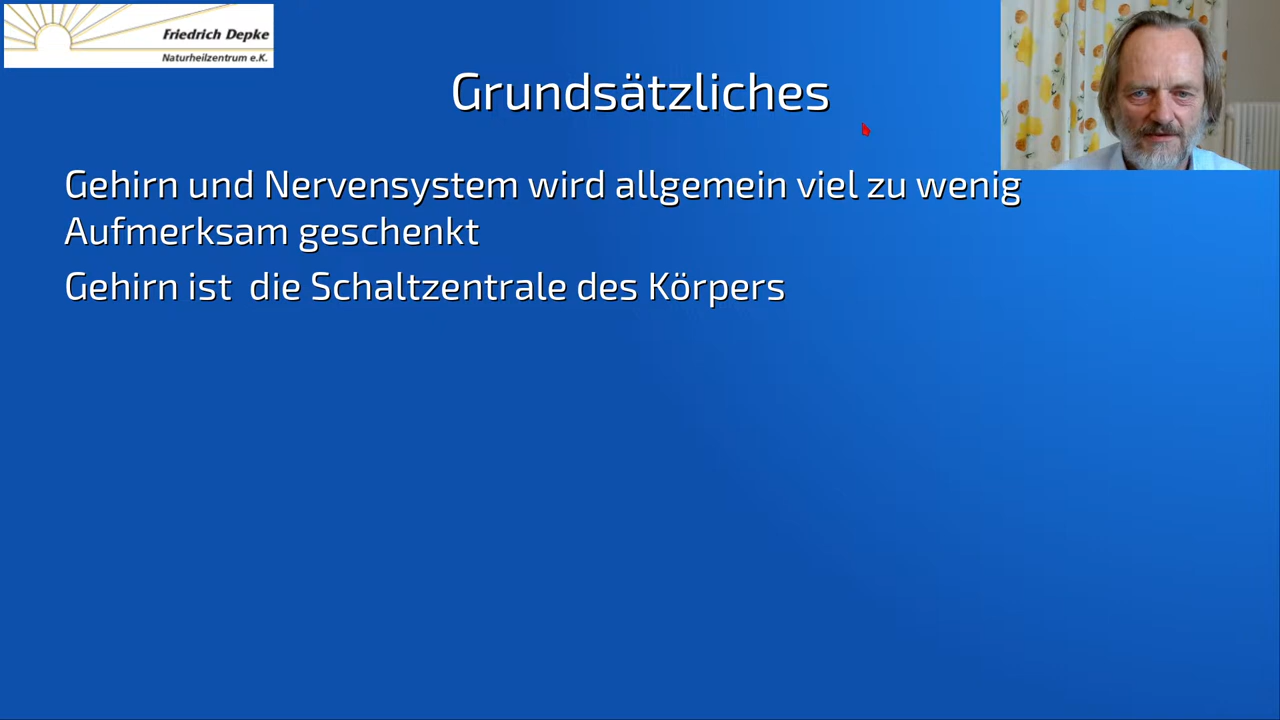 Friedrich Depke
Naturheilzentrum e.K.
Grundsätzliches
Gehirn und Nervensystem wird allgemein viel zu wenig
Aufmerksam geschenkt
Gehirn ist  die Schaltzentrale des Körpers